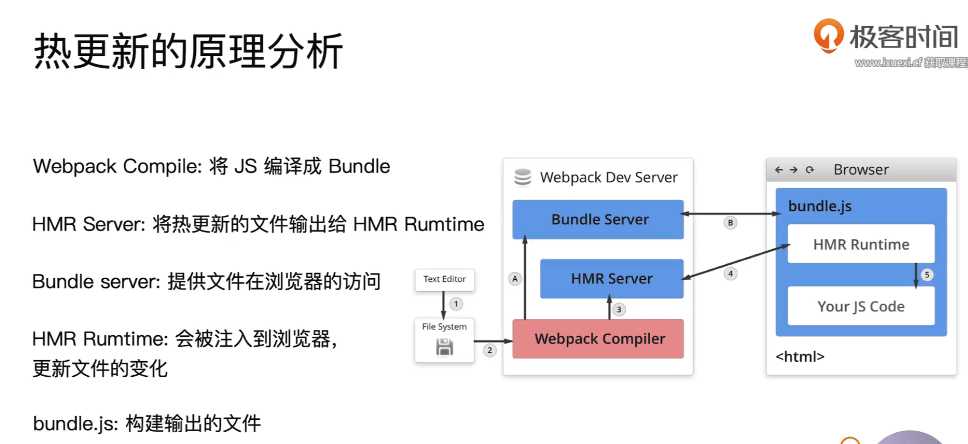 热更新的原理分析
极客时间
www.ixuexi.cf 获取课程
Webpack Compile: 将 JS 编译成 Bundle
HMR Server: 将热更新的文件输出给 HMR Rumtime
Bundle server: 提供文件在浏览器的访问
HMR Rumtime: 会被注入到浏览器,
更新文件的变化
bundle.js: 构建输出的文件
Text Editor
1
File System
2
Webpack Dev Server
Bundle Server
A
HMR Server
3
Webpack Compiler
B
4
Browser
bundle.js
HMR Runtime
5
Your JS Code
<html>